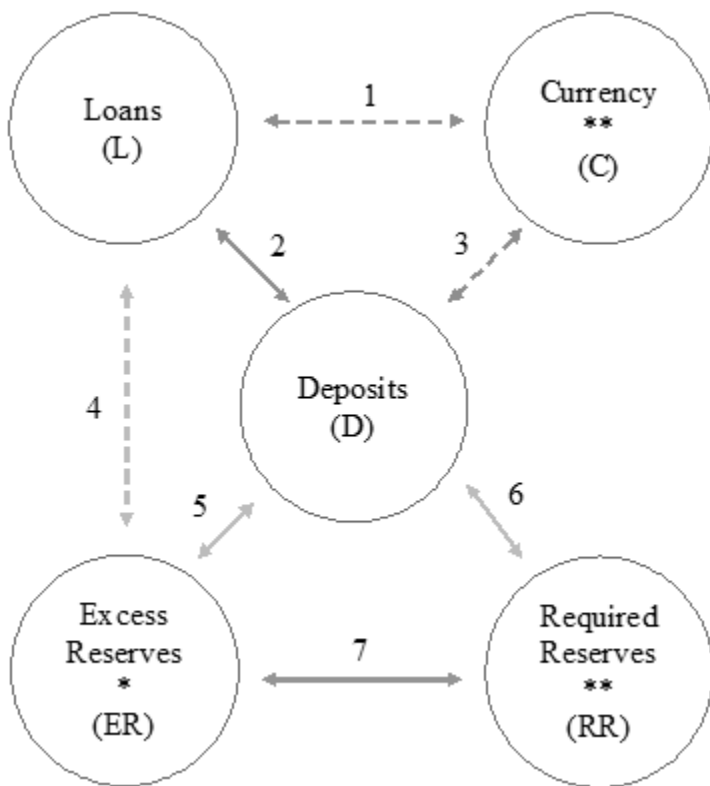 Loans
(L)
1
Currency
**
(C)
2
3
Deposits
(D)
4
5
6
Excess
Reserves
*
(ER)
7
Required
Reserves
**
(RR)